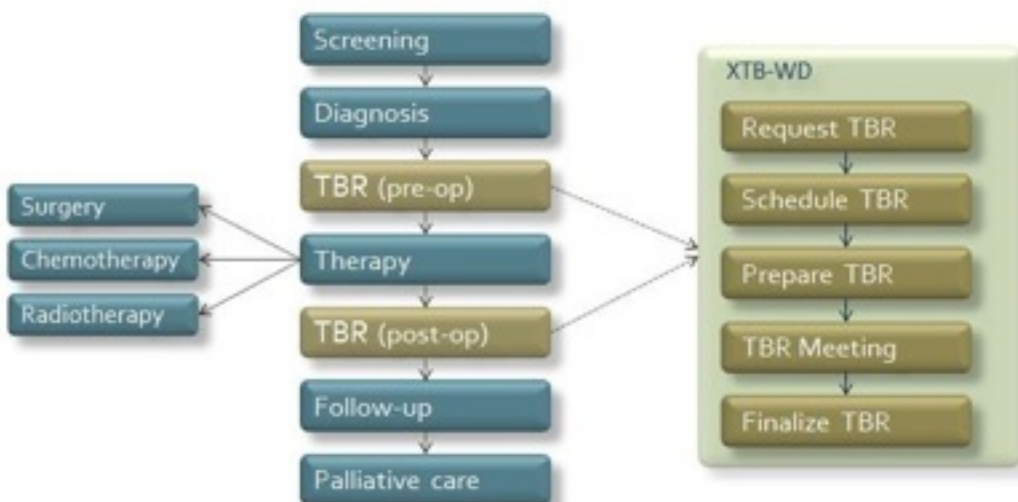 Screening
Diagnosis
TBR (pre-op)
Therapy
TBR (post-op)
Follow-up
Palliative care
Surgery
Chemotherapy
Radiotherapy
XTB-WD
Request TBR
Schedule TBR
Prepare TBR
TBR Meeting
Finalize TBR